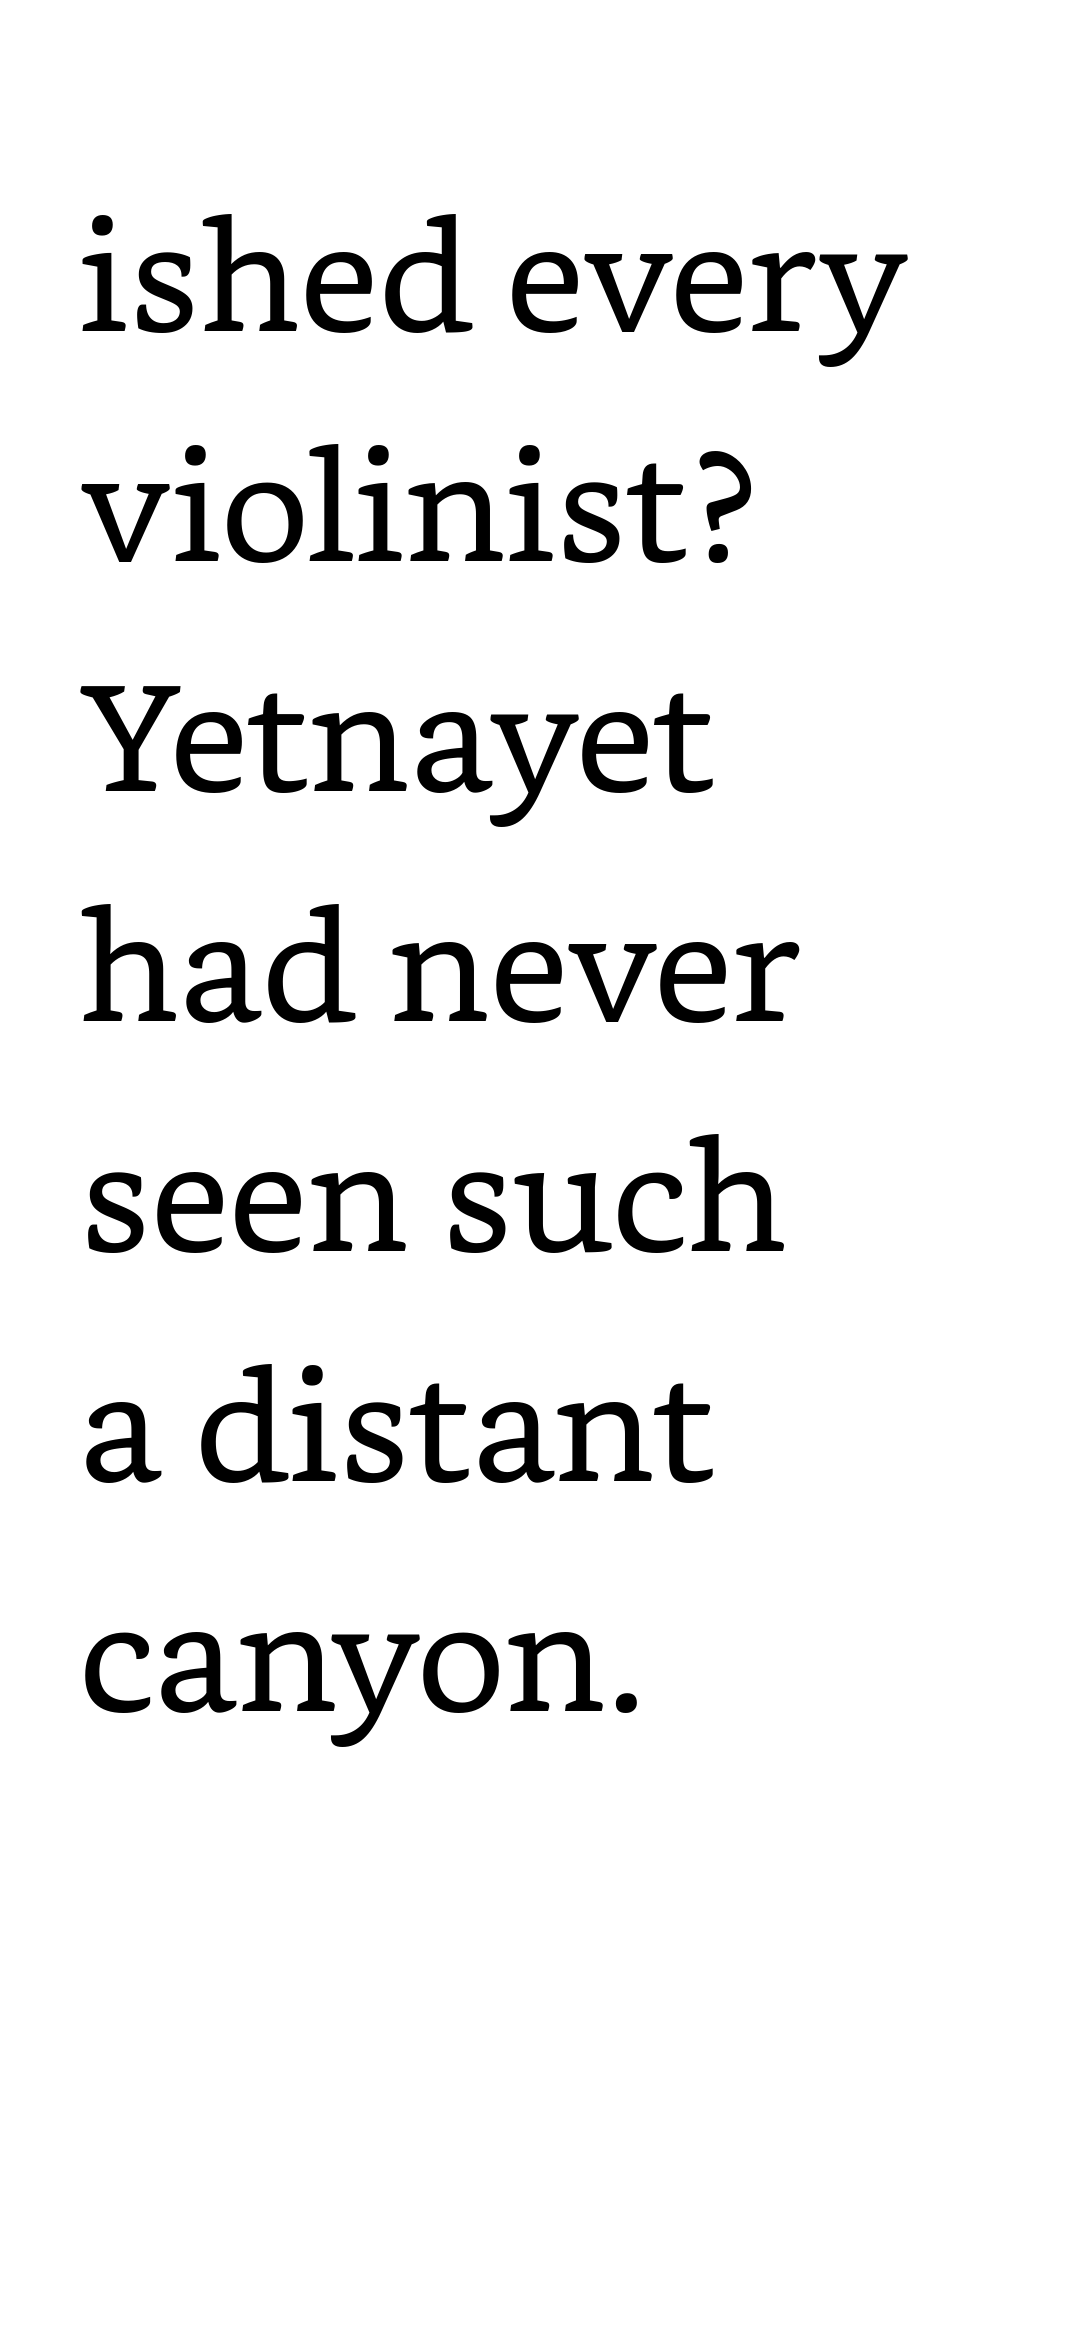 ished every
violinist?
Yetnayet
had never
seen such
a distant
canyon.